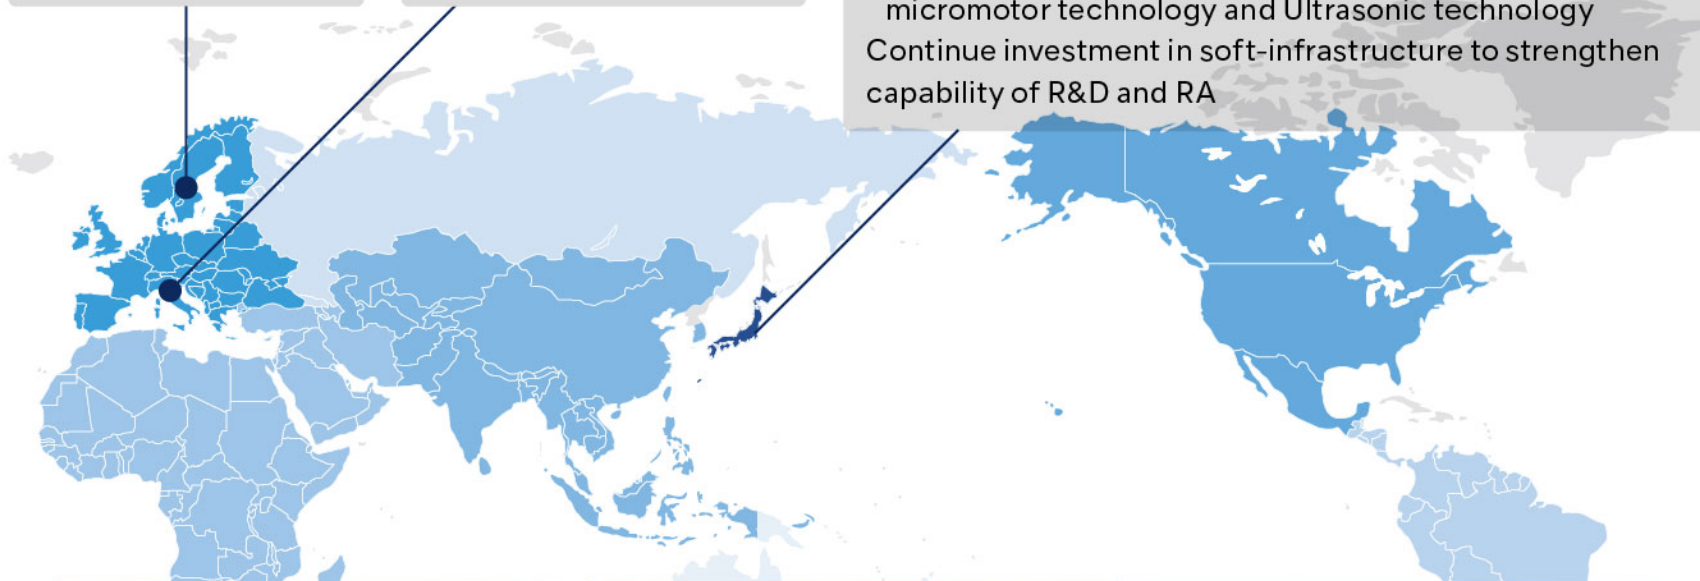 micromotor technology and Ultrasonic technology
Continue investment in soft-infrastructure to strengthen
capability of R&D and RA